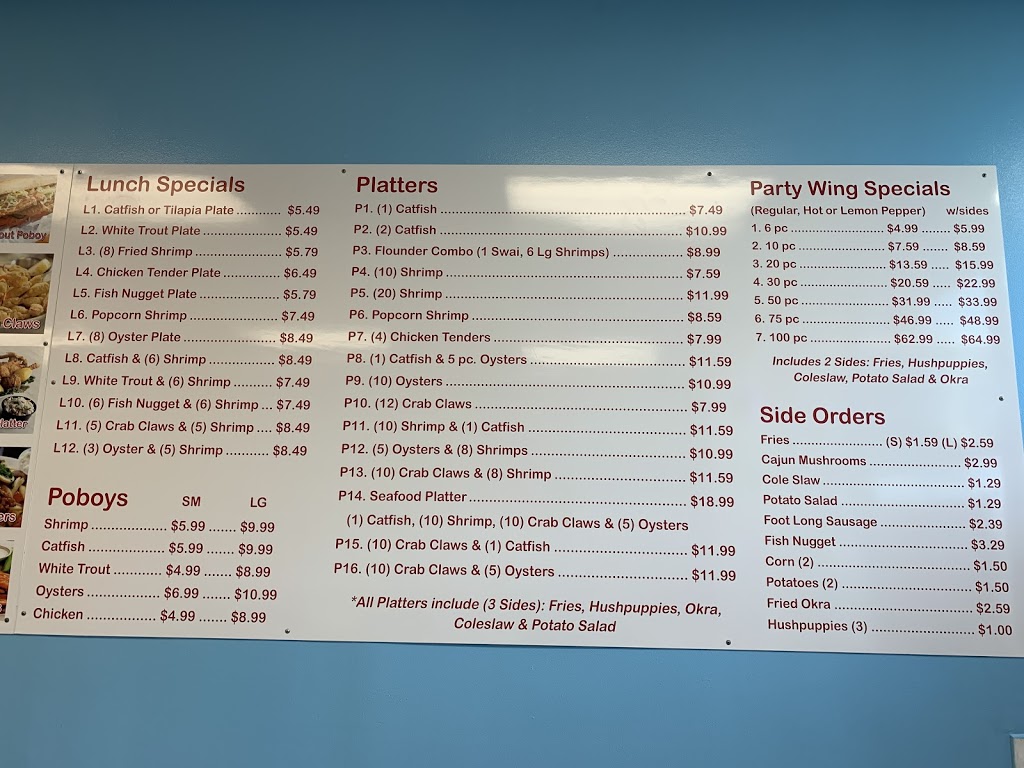 out Poboy
Claws
latter
ers
Lunch Specials
L1. Catfish or Tilapia Plate ........... $5.49
L2. White Trout Plate ..................... $5.49
L3. (8) Fried Shrimp ....................... $5.79
L4. Chicken Tender Plate ............... $6.49
L5. Fish Nugget Plate ..................... $5.79
L6. Popcorn Shrimp ........................ $7.49
L7. (8) Oyster Plate ......................... $8.49
L8. Catfish & (6) Shrimp .................. $8.49
L9. White Trout & (6) Shrimp .......... $7.49
L10. (6) Fish Nugget & (6) Shrimp ... $7.49
L11. (5) Crab Claws & (5) Shrimp .... $8.49
L12. (3) Oyster & (5) Shrimp ........... $8.49
Poboys SM LG
Shrimp .................... $5.99 ....... $9.99
Catfish .................... $5.99 ....... $9.99
White Trout ............ $4.99 ....... $8.99
Oysters ................... $6.99 ....... $10.99
Chicken .................. $4.99 ....... $8.99
Platters
P1. (1) Catfish ................................................ $7.49
P2. (2) Catfish ................................................ $10.99
P3. Flounder Combo (1 Swai, 6 Lg Shrimps) ................. $8.99
P4. (10) Shrimp ................................................ $7.59
P5. (20) Shrimp ................................................ $11.99
P6. Popcorn Shrimp ................................................ $8.59
P7. (4) Chicken Tenders ................................................ $7.99
P8. (1) Catfish & 5 pc. Oysters ...................................... $11.59
P9. (10) Oysters ................................................ $10.99
P10. (12) Crab Claws ................................................ $7.99
P11. (10) Shrimp & (1) Catfish ...................................... $11.59
P12. (5) Oysters & (8) Shrimps ..................................... $10.99
P13. (10) Crab Claws & (8) Shrimp ............................... $11.59
P14. Seafood Platter ................................................ $18.99
(1) Catfish, (10) Shrimp, (10) Crab Claws & (5) Oysters
P15. (10) Crab Claws & (1) Catfish ................................ $11.99
P16. (10) Crab Claws & (5) Oysters ............................... $11.99
*All Platters include (3 Sides): Fries, Hushpuppies, Okra,
Coleslaw & Potato Salad
Party Wing Specials
(Regular, Hot or Lemon Pepper) w/sides
1. 6 pc ............................ $4.99 ........ $5.99
2. 10 pc .......................... $7.59 ....... $8.59
3. 20 pc .......................... $13.59 ..... $15.99
4. 30 pc .......................... $20.59 ..... $22.99
5. 50 pc .......................... $31.99 ..... $33.99
6. 75 pc .......................... $46.99 ..... $48.99
7. 100 pc ........................ $62.99 ..... $64.99
Includes 2 Sides: Fries, Hushpuppies,
Coleslaw, Potato Salad & Okra
Side Orders
Fries ...................... (S) $1.59 (L) $2.59
Cajun Mushrooms ...................... $2.99
Cole Slaw ................................... $1.29
Potato Salad ............................... $1.29
Foot Long Sausage .................... $2.39
Fish Nugget ................................ $3.29
Corn (2) ...................................... $1.50
Potatoes (2) ................................ $1.50
Fried Okra ................................... $2.59
Hushpuppies (3) ......................... $1.00